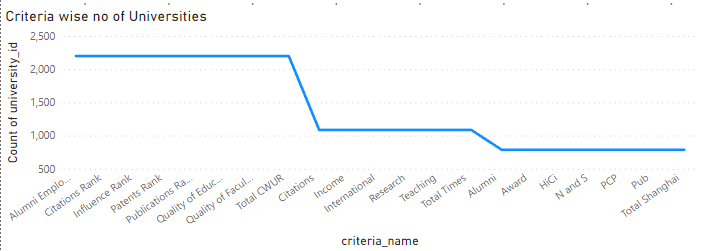 Criteria wise no of Universities
Count of university_id
2,500
2,000
1,500
1,000
500
Alumni Emplo...
Citations Rank
Influence Rank
Patents Rank
Publications Ra...
Quality of Educ...
Quality of Facul...
Total CWUR
Citations
Income
International
Research
Teaching
Total Times
Alumni
Award
HiCi
N and S
PCP
Pub
Total Shanghai
criteria_name